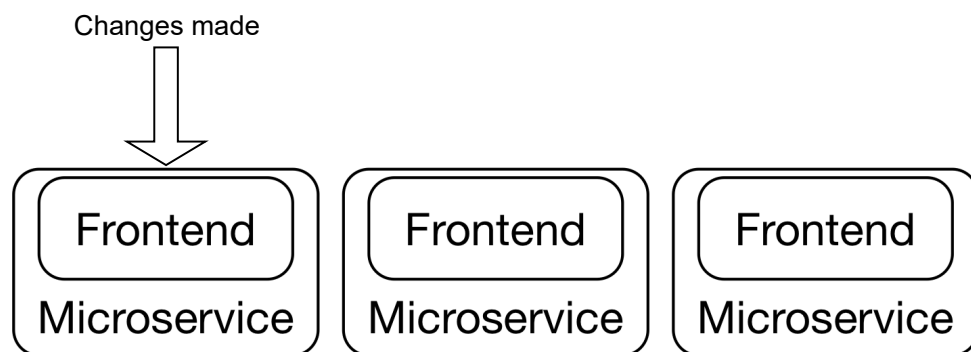 Changes made
Frontend
Frontend
Frontend
Microservice
Microservice
Microservice